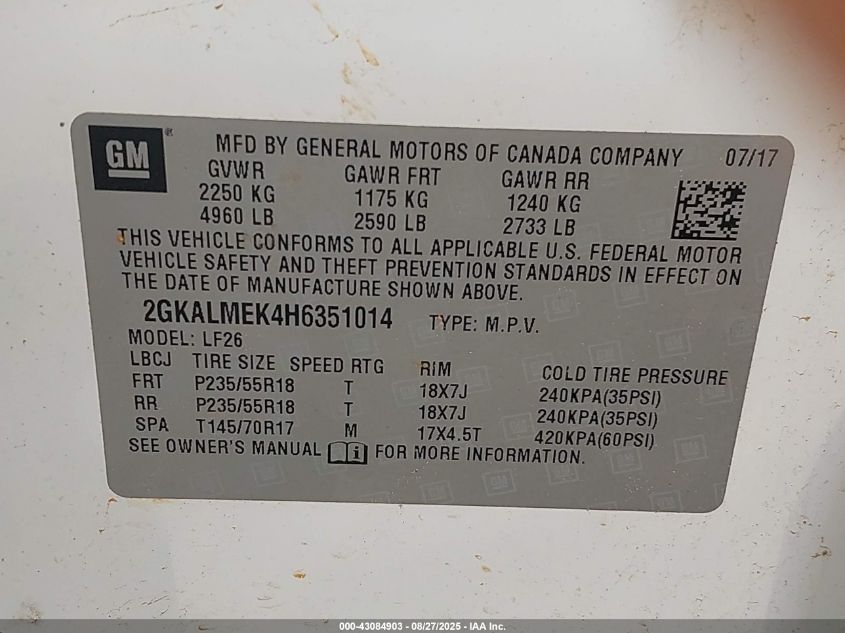 GM ® MFD BY GENERAL MOTORS OF CANADA COMPANY 07/17
GVWR GAWR FRT GAWR RR
2250 KG 1175 KG 1240 KG
4960 LB 2590 LB 2733 LB
THIS VEHICLE CONFORMS TO ALL APPLICABLE U.S. FEDERAL MOTOR
VEHICLE SAFETY AND THEFT PREVENTION STANDARDS IN EFFECT ON
THE DATE OF MANUFACTURE SHOWN ABOVE.
2GKALMEK4H6351014 TYPE: M.P.V.
MODEL: LF26
LBCJ TIRE SIZE SPEED RTG RIM COLD TIRE PRESSURE
FRT P235/55R18 T 18X7J 240KPA(35PSI)
RR P235/55R18 T 18X7J 240KPA(35PSI)
SPA T145/70R17 M 17X4.5T 420KPA(60PSI)
SEE OWNER'S MANUAL FOR MORE INFORMATION.
000-43084903 - 08/27/2025 - IAA Inc.